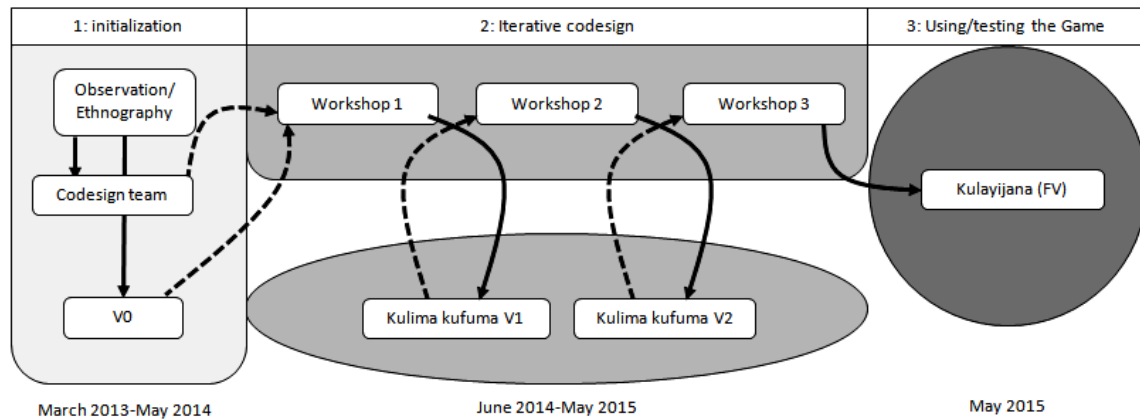 1: initialization
2: Iterative codesign
3: Using/testing the Game
Observation/
Ethnography
Workshop 1
Workshop 2
Workshop 3
Codesign team
Kulayijana (FV)
V0
Kulima kufuma V1
Kulima kufuma V2
March 2013-May 2014
June 2014-May 2015
May 2015